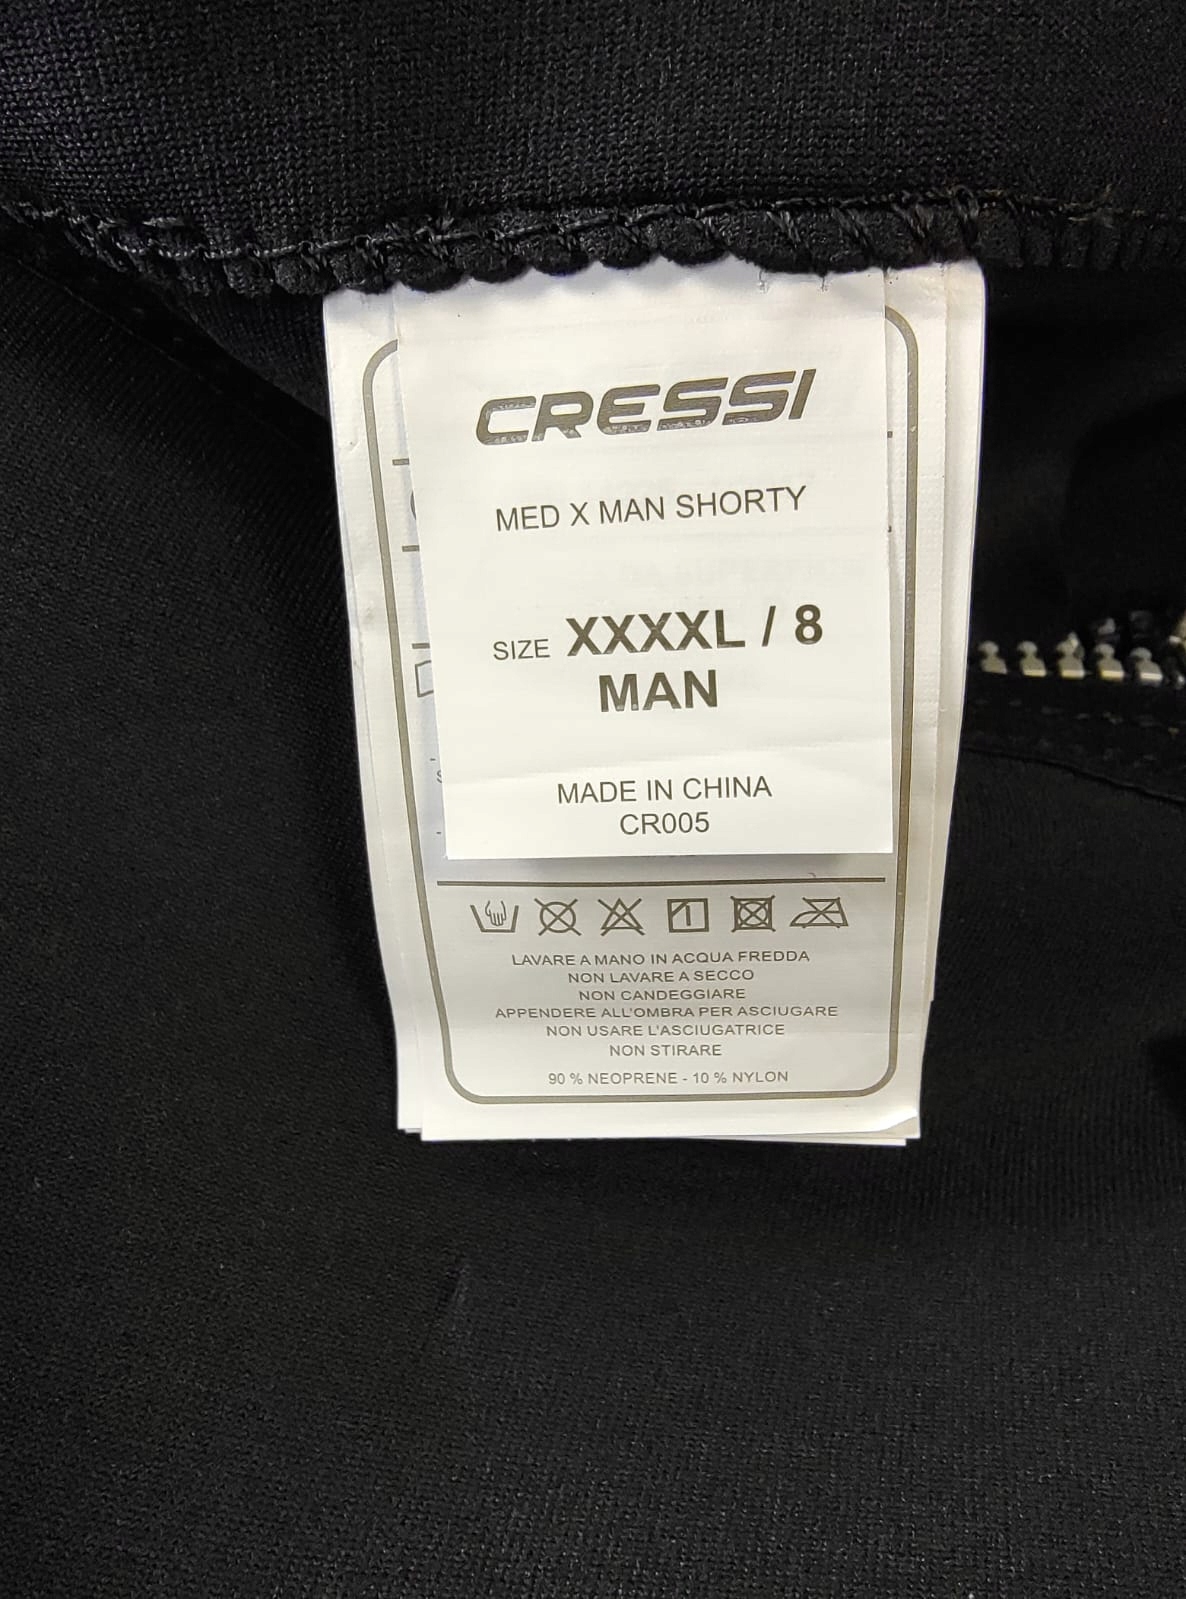 CRESSI
MED X MAN SHORTY
SIZE XXXXL / 8
MAN
MADE IN CHINA
CR005
LAVARE A MANO IN ACQUA FREDDA
NON LAVARE A SECCO
NON CANDEGGIARE
APPENDERE ALL'OMBRA PER ASCIUGARE
NON USARE L'ASCIUGATRICE
NON STIRARE
90 % NEOPRENE - 10 % NYLON